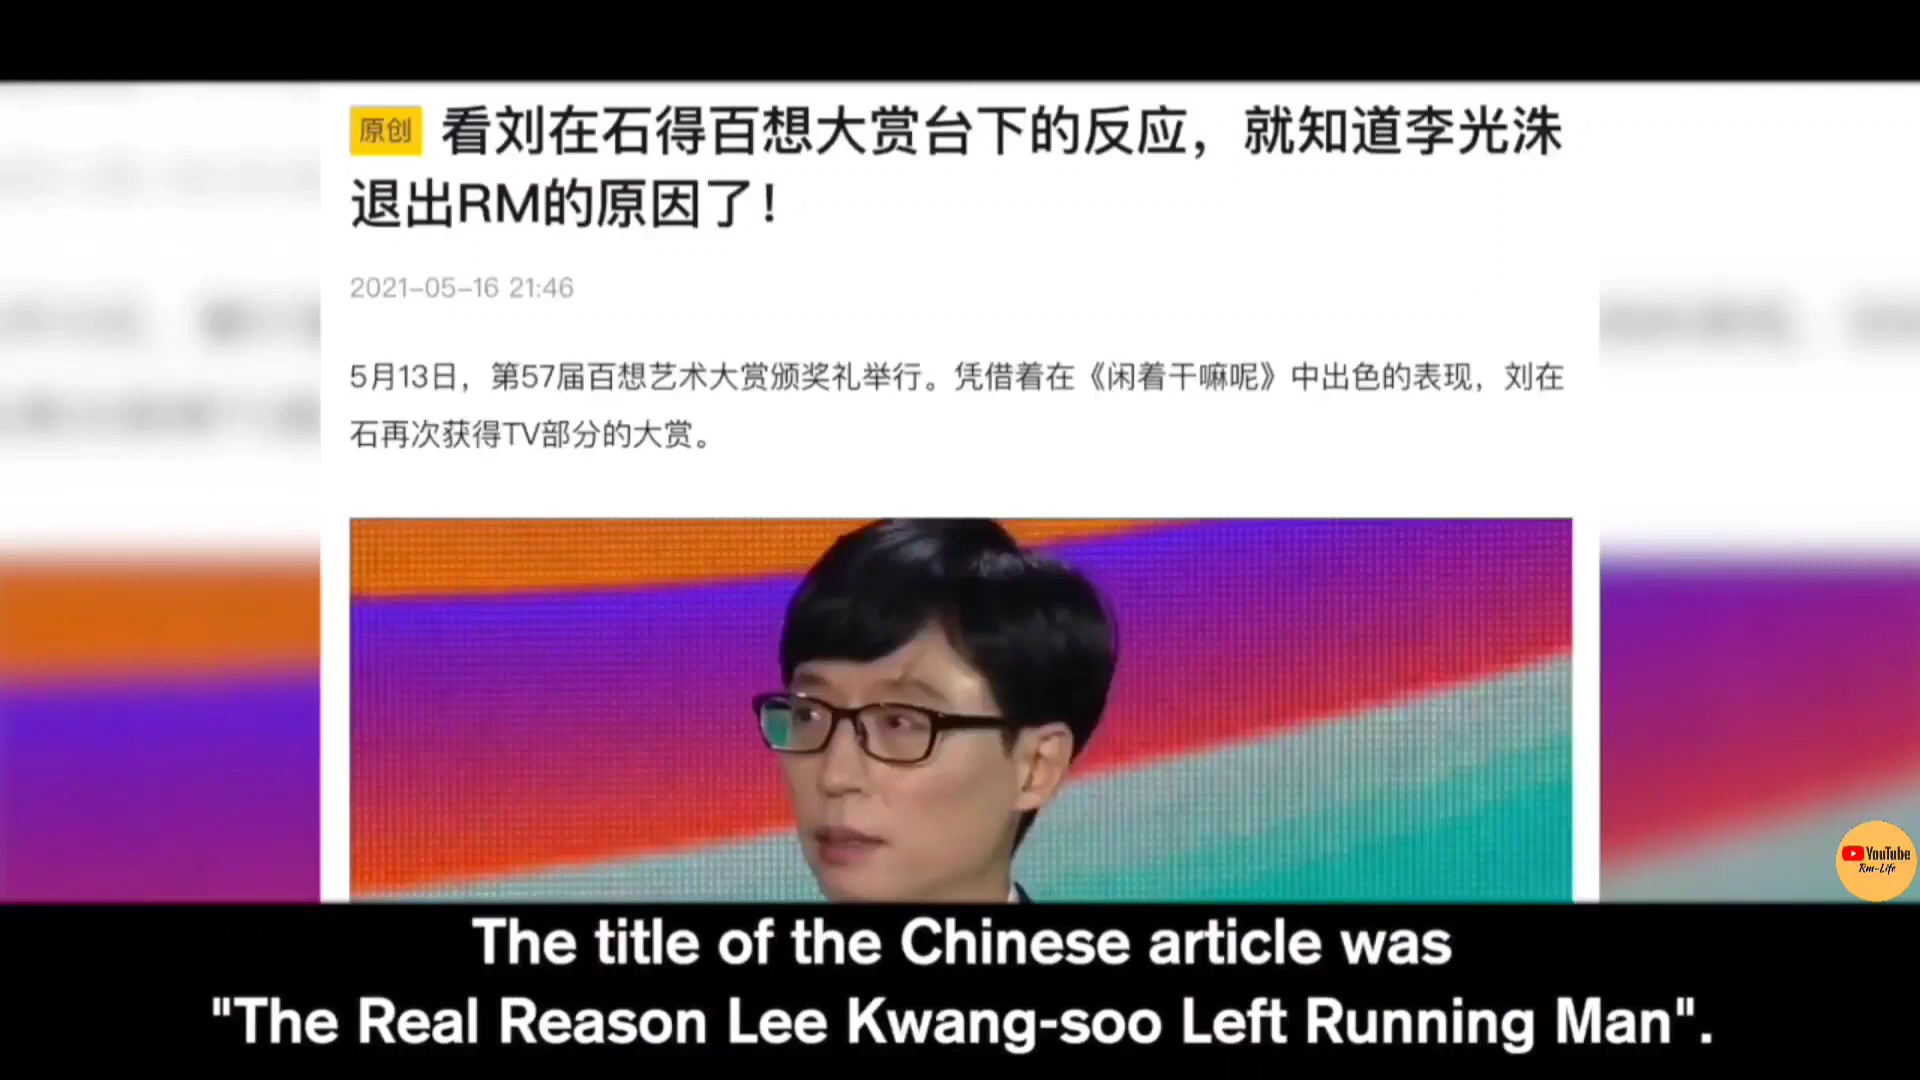 原创 看刘在石得百想大赏台下的反应，就知道李光洙
退出RM的原因了！
2021-05-16 21:46
5月13日，第57届百想艺术大赏颁奖礼举行。凭借着在《闲着干嘛呢》中出色的表现，刘在
石再次获得TV部分的大赏。
YouTube
Rm-Life
The title of the Chinese article was
"The Real Reason Lee Kwang-soo Left Running Man".